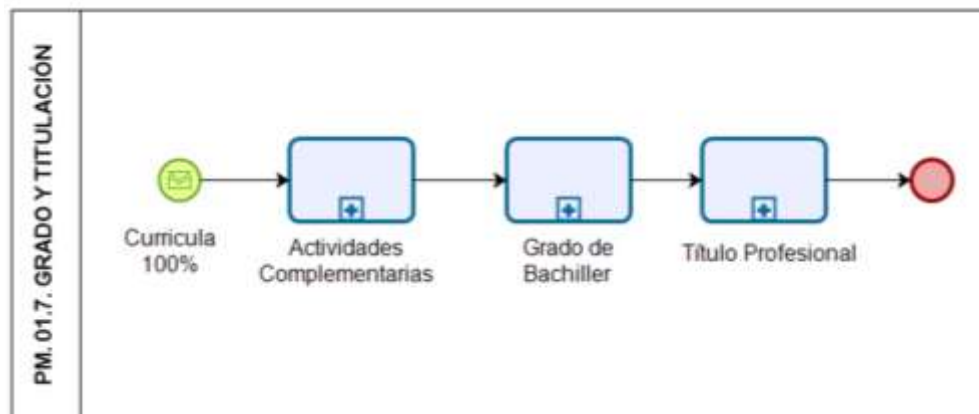 PM. 01.7. GRADO Y TITULACIÓN
Curricula
100%
Actividades
Complementarias
Grado de
Bachiller
Título Profesional